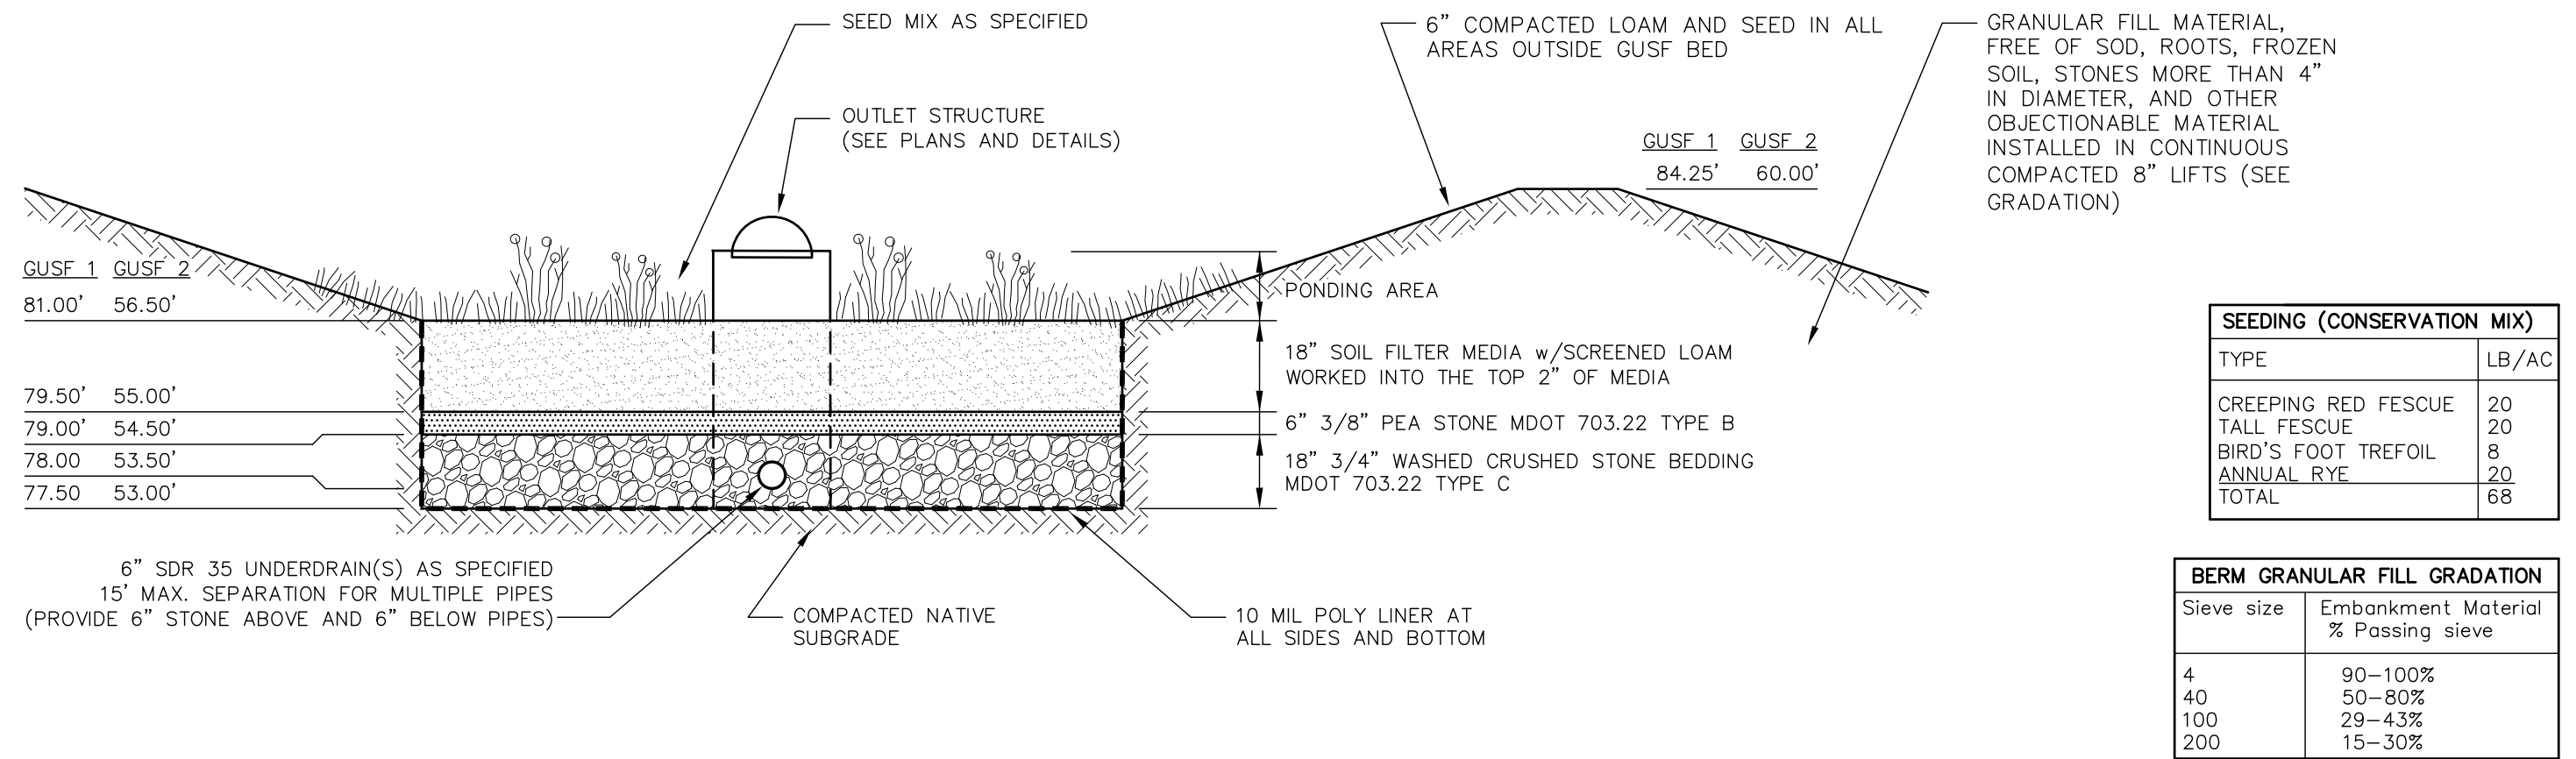 SEED MIX AS SPECIFIED
OUTLET STRUCTURE
(SEE PLANS AND DETAILS)
6” COMPACTED LOAM AND SEED IN ALL
AREAS OUTSIDE GUSF BED
GRANULAR FILL MATERIAL,
FREE OF SOD, ROOTS, FROZEN
SOIL, STONES MORE THAN 4”
IN DIAMETER, AND OTHER
OBJECTIONABLE MATERIAL
INSTALLED IN CONTINUOUS
COMPACTED 8” LIFTS (SEE
GRADATION)
GUSF 1 GUSF 2
84.25’ 60.00’
GUSF 1 GUSF 2
81.00’ 56.50’
79.50’ 55.00’
79.00’ 54.50’
78.00 53.50’
77.50 53.00’
PONDING AREA
18” SOIL FILTER MEDIA w/SCREENED LOAM
WORKED INTO THE TOP 2” OF MEDIA
6” 3/8” PEA STONE MDOT 703.22 TYPE B
18” 3/4” WASHED CRUSHED STONE BEDDING
MDOT 703.22 TYPE C
6” SDR 35 UNDERDRAIN(S) AS SPECIFIED
15’ MAX. SEPARATION FOR MULTIPLE PIPES
(PROVIDE 6” STONE ABOVE AND 6” BELOW PIPES)
COMPACTED NATIVE
SUBGRADE
10 MIL POLY LINER AT
ALL SIDES AND BOTTOM
SEEDING (CONSERVATION MIX)
TYPE LB/AC
CREEPING RED FESCUE 20
TALL FESCUE 20
BIRD’S FOOT TREFOIL 8
ANNUAL RYE 20
TOTAL 68
BERM GRANULAR FILL GRADATION
Sieve size Embankment Material
% Passing sieve
4 90–100%
40 50–80%
100 29–43%
200 15–30%